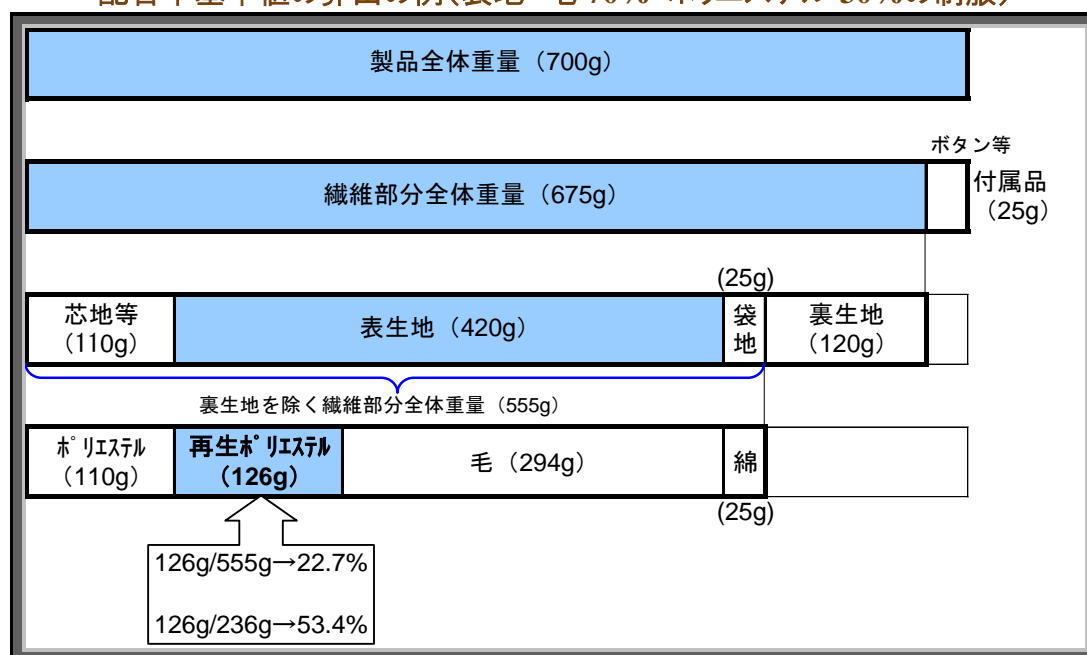 製品全体重量（700g）
ボタン等
繊維部分全体重量（675g）
付属品
（25g）
(25g)
芯地等
（110g）
表生地（420g）
袋
地
裏生地
（120g）
裏生地を除く繊維部分全体重量（555g）
ﾎﾟﾘｴｽﾃﾙ
（110g）
再生ﾎﾟﾘｴｽﾃﾙ
（126g）
毛（294g）
綿
(25g)
126g/555g→22.7%
126g/236g→53.4%